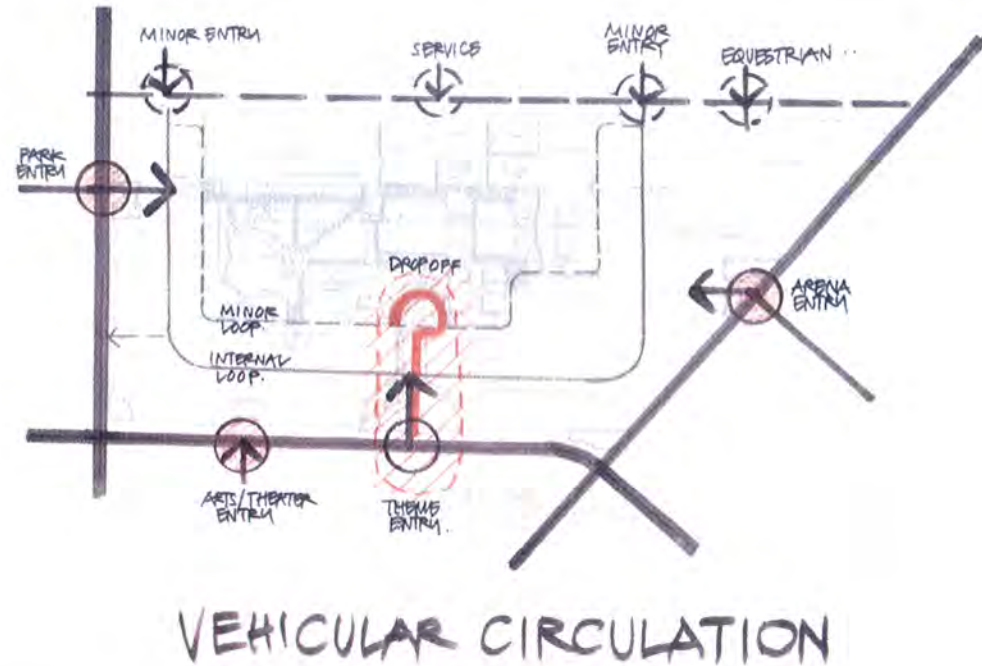 MINOR ENTRY
SERVICE
MINOR
ENTRY
EQUESTRIAN ..
PARK
ENTRY
DROP OFF
ARENA
ENTRY
MINOR
LOOP.
INTERNAL
LOOP.
ARTS/THEATER
ENTRY
THEME
ENTRY.
VEHICULAR CIRCULATION